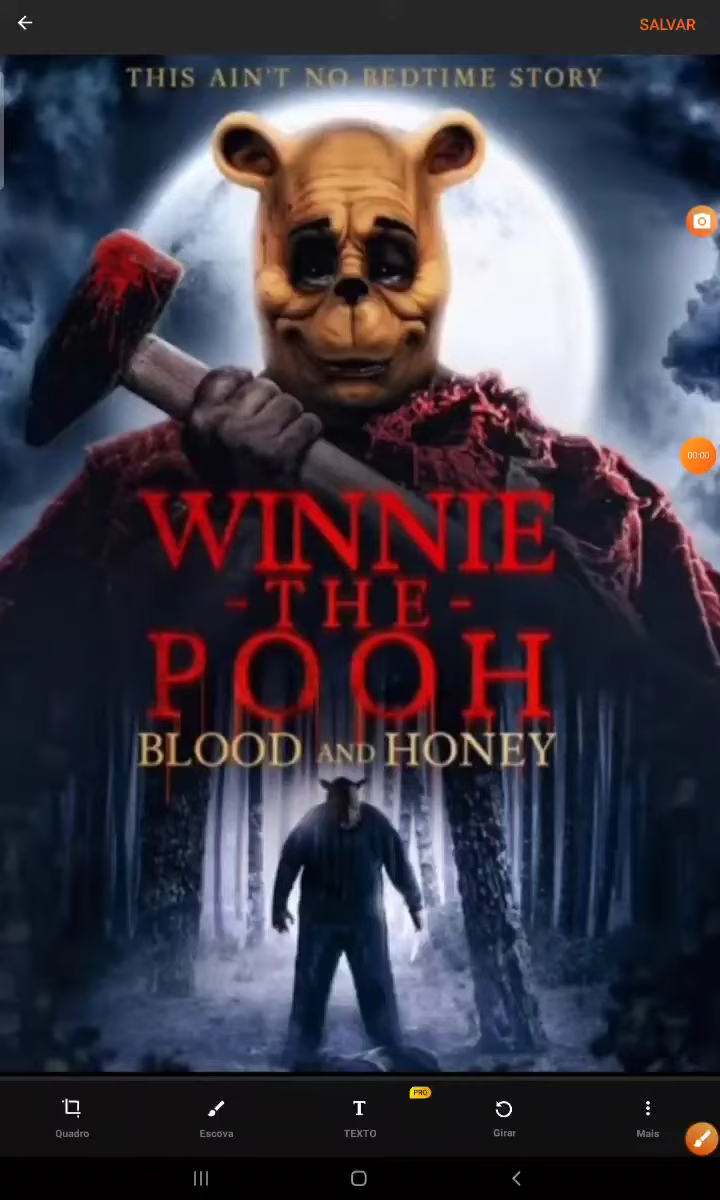 SALVAR
THIS AIN'T NO BEDTIME STORY
00:00
WINNIE
-THE-
POOH
BLOOD AND HONEY
PRO
Quadro
Escova
TEXTO
Girar
Mais